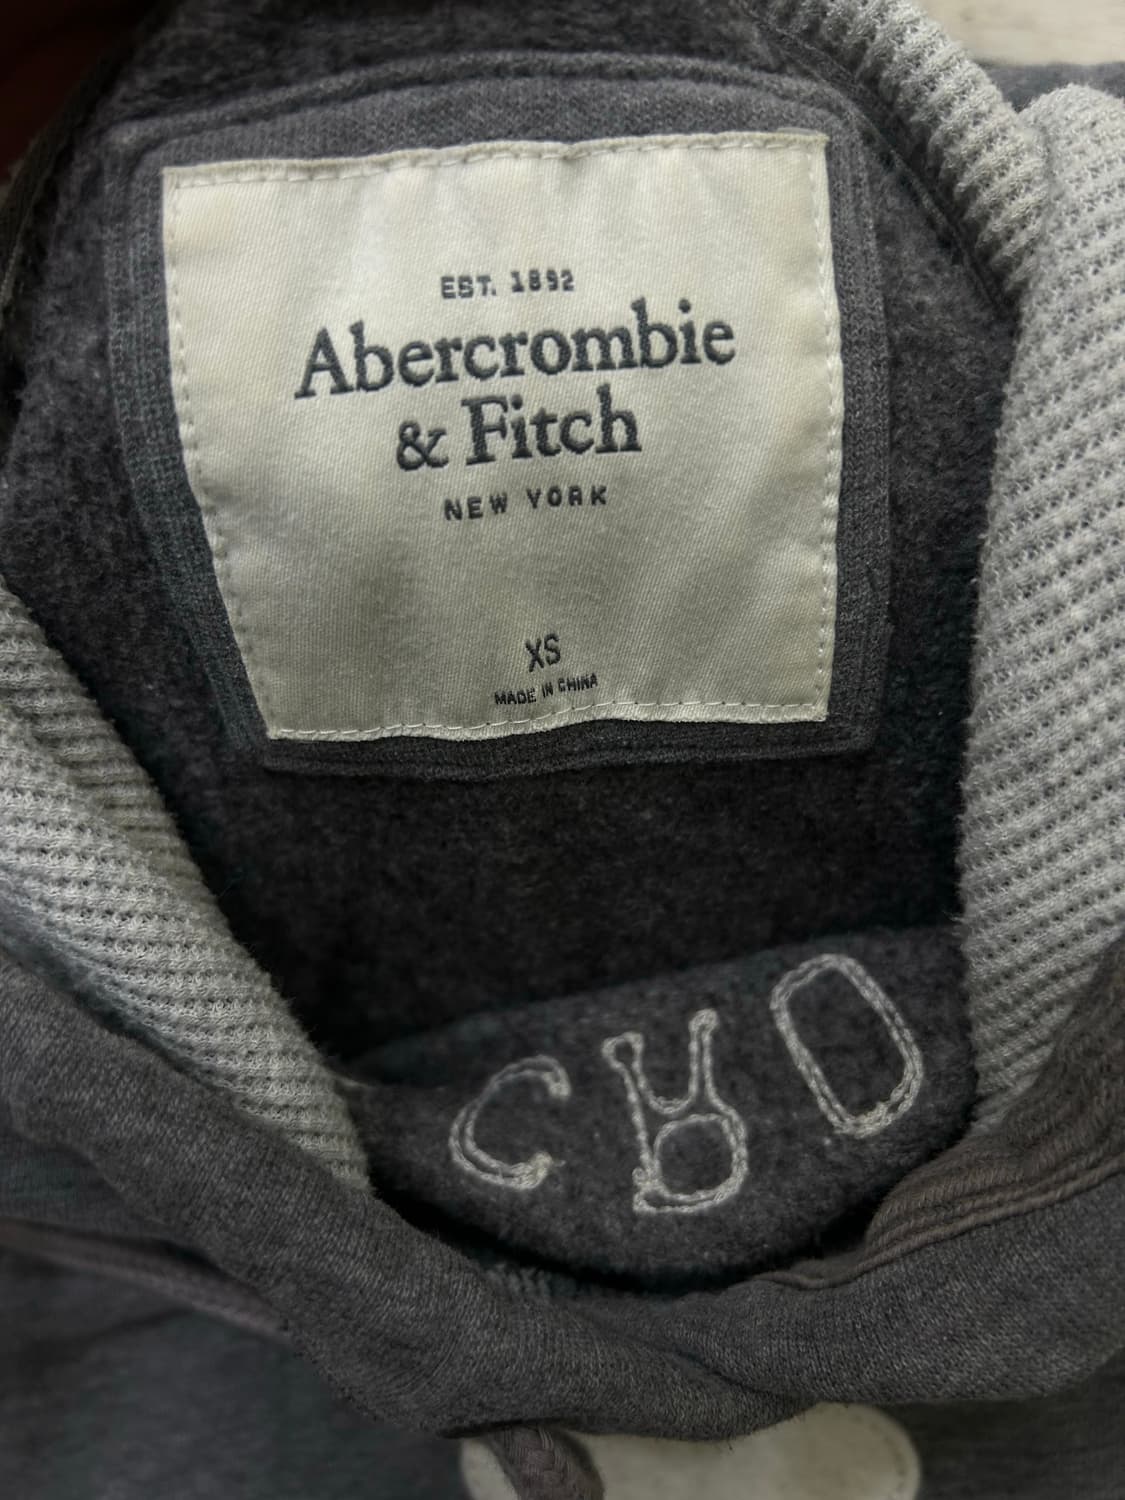 EST. 1892
Abercrombie
& Fitch
NEW YORK
XS
MADE IN CHINA